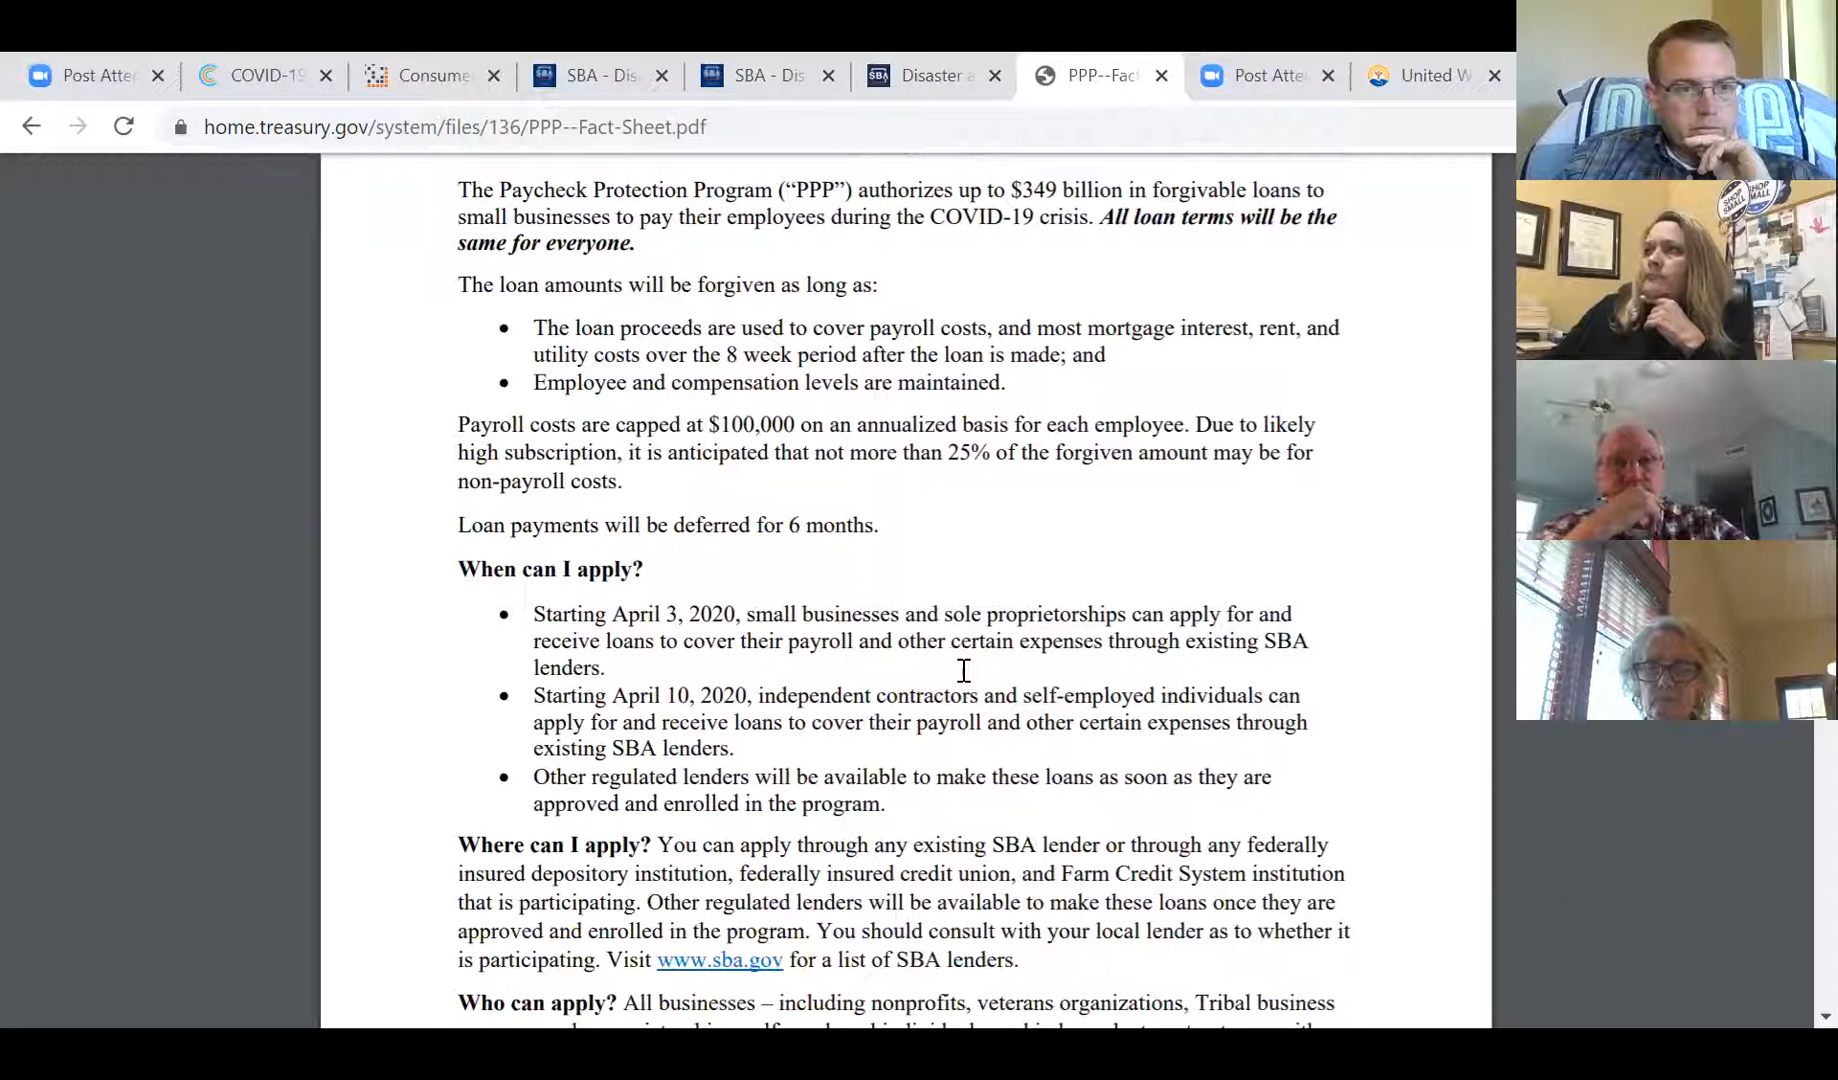 Post Atte
COVID-19
Consume
SBA - Dis
SBA - Dis
Disaster a
PPP--Fac
Post Atte
United W
home.treasury.gov/system/files/136/PPP--Fact-Sheet.pdf
The Paycheck Protection Program (“PPP”) authorizes up to $349 billion in forgivable loans to
small businesses to pay their employees during the COVID-19 crisis. All loan terms will be the
same for everyone.
The loan amounts will be forgiven as long as:
• The loan proceeds are used to cover payroll costs, and most mortgage interest, rent, and
utility costs over the 8 week period after the loan is made; and
• Employee and compensation levels are maintained.
Payroll costs are capped at $100,000 on an annualized basis for each employee. Due to likely
high subscription, it is anticipated that not more than 25% of the forgiven amount may be for
non-payroll costs.
Loan payments will be deferred for 6 months.
When can I apply?
• Starting April 3, 2020, small businesses and sole proprietorships can apply for and
receive loans to cover their payroll and other certain expenses through existing SBA
lenders.
• Starting April 10, 2020, independent contractors and self-employed individuals can
apply for and receive loans to cover their payroll and other certain expenses through
existing SBA lenders.
• Other regulated lenders will be available to make these loans as soon as they are
approved and enrolled in the program.
Where can I apply? You can apply through any existing SBA lender or through any federally
insured depository institution, federally insured credit union, and Farm Credit System institution
that is participating. Other regulated lenders will be available to make these loans once they are
approved and enrolled in the program. You should consult with your local lender as to whether it
is participating. Visit www.sba.gov for a list of SBA lenders.
Who can apply? All businesses – including nonprofits, veterans organizations, Tribal business
SHOP SMALL
SHOP SMALL